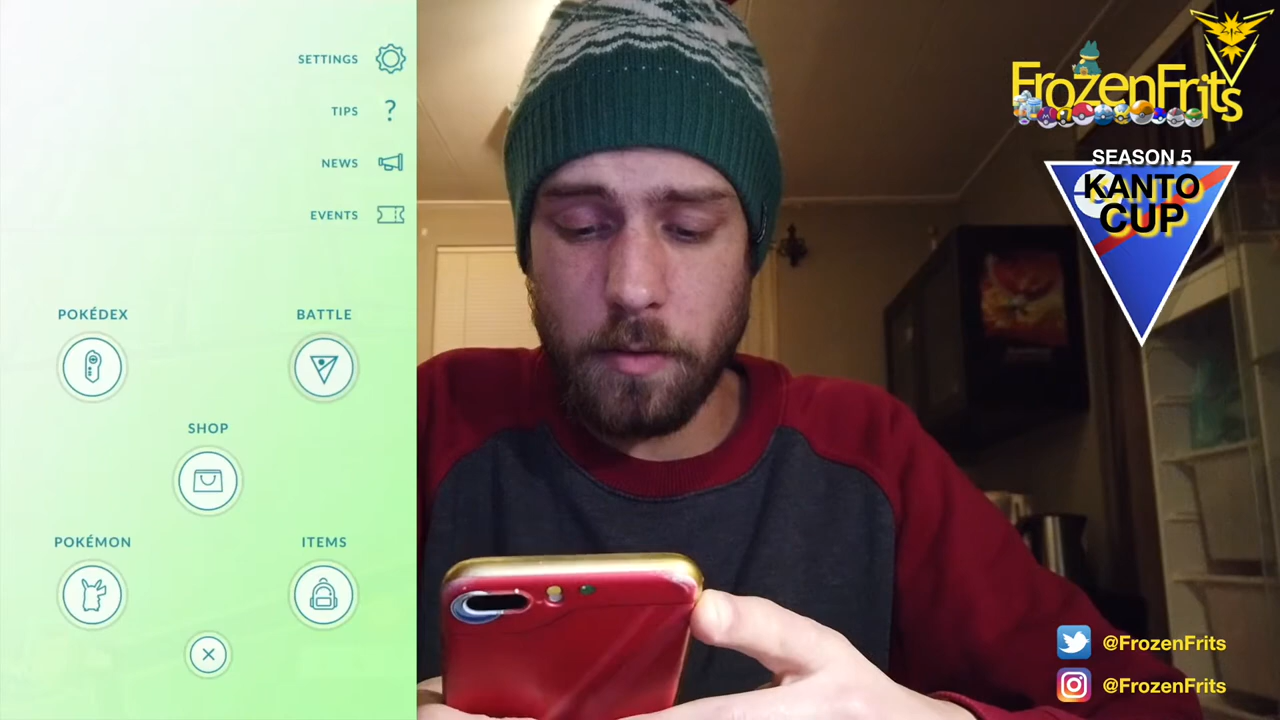 SETTINGS
TIPS
?
NEWS
EVENTS
POKÉDEX
BATTLE
SHOP
POKÉMON
ITEMS
FrozenFrits
SEASON 5
KANTO
CUP
@FrozenFrits
@FrozenFrits